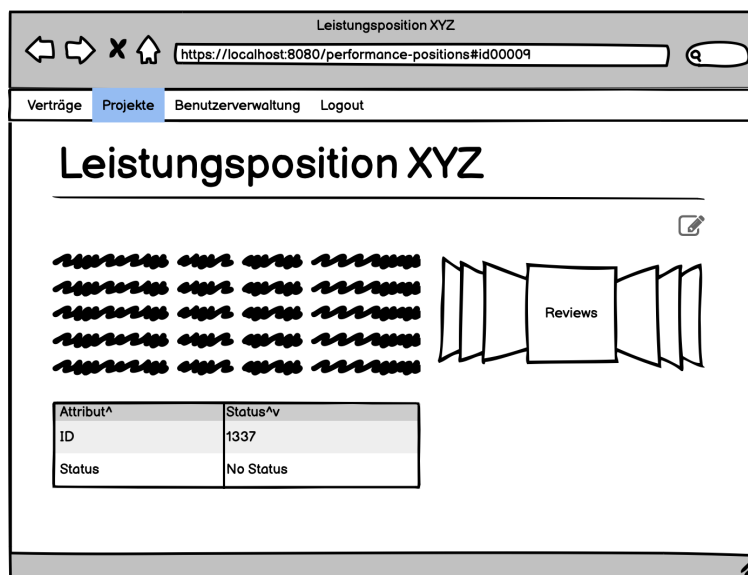 Leistungsposition XYZ
https://localhost:8080/performance-positions#id00009
Verträge Projekte Benutzerverwaltung Logout
Leistungsposition XYZ
Reviews
Attribut^ Status^v
ID 1337
Status No Status